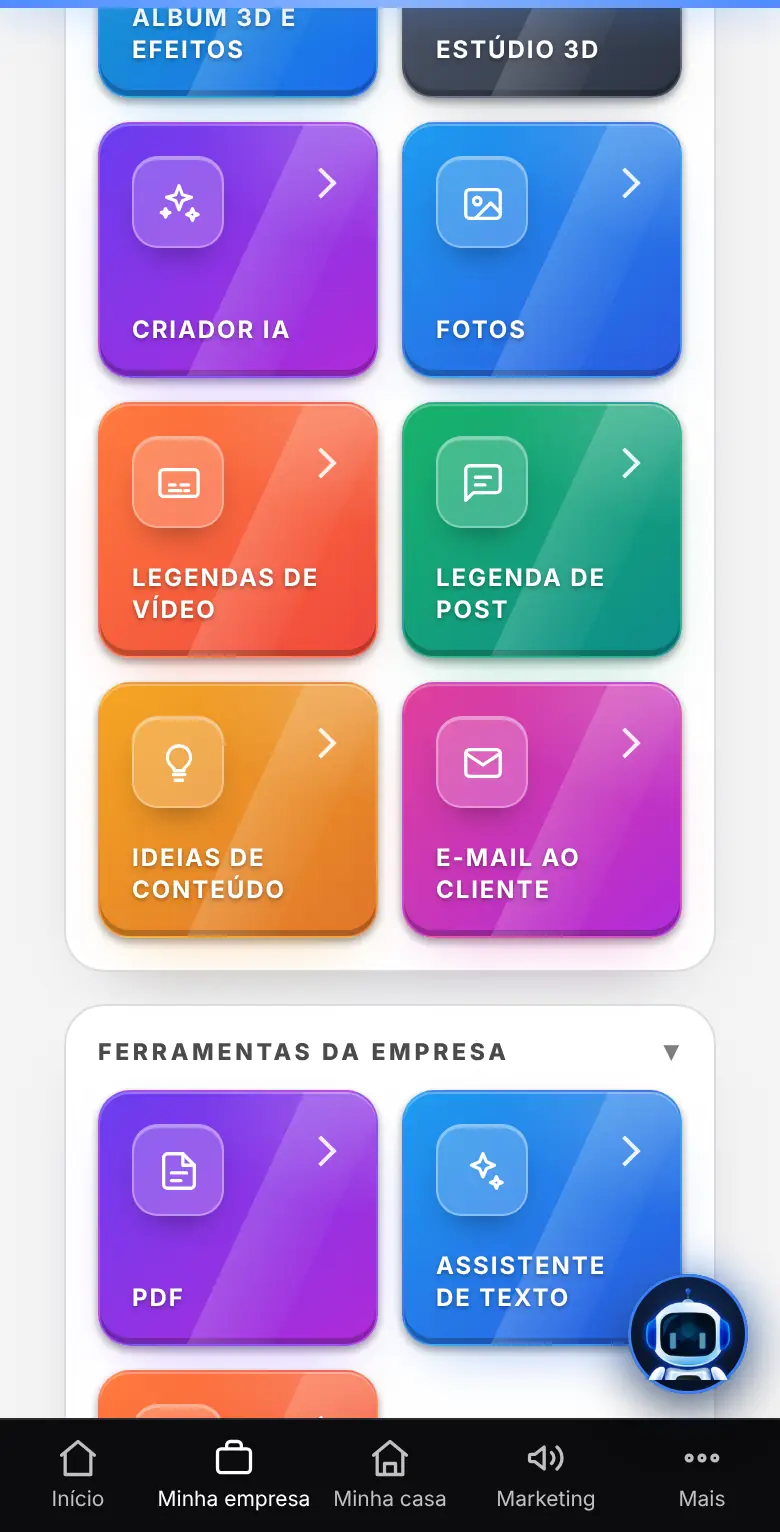 ÁLBUM 3D E
EFEITOS
ESTÚDIO 3D
CRIADOR IA
FOTOS
LEGENDAS DE
VÍDEO
LEGENDA DE
POST
IDEIAS DE
CONTEÚDO
E-MAIL AO
CLIENTE
FERRAMENTAS DA EMPRESA
PDF
ASSISTENTE
DE TEXTO
Início
Minha empresa
Minha casa
Marketing
Mais